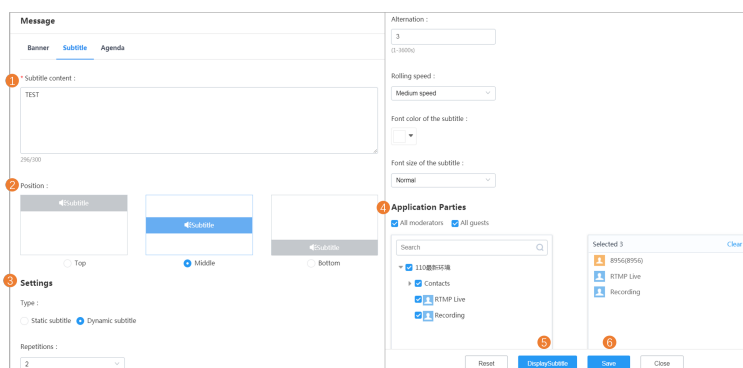 Message
Banner Subtitle Agenda
1
* Subtitle content :
TEST
296/300
2
Position :
Subtitle
Subtitle
Subtitle
Top Middle Bottom
3
Settings
Type :
Static subtitle Dynamic subtitle
Repetitions :
2
Alternation :
3
(1-3600s)
Rolling speed :
Medium speed
Font color of the subtitle :
Font size of the subtitle :
Normal
4
Application Parties
All moderators All guests
Search
110最新环境
Contacts
RTMP Live
Recording
Selected 3 Clear
8956(8956)
RTMP Live
Recording
5 6
Reset DisplaySubtitle Save Close